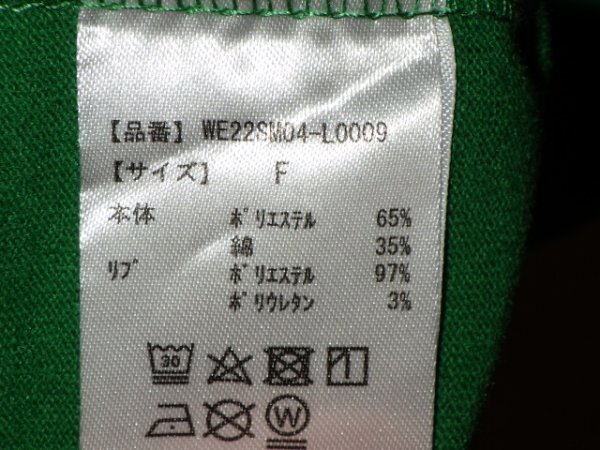 【品番】 WE22SM04-L0009
【サイズ】 F
本体 ﾎﾟﾘｴｽﾃﾙ 65%
綿 35%
ﾘﾌﾞ ﾎﾟﾘｴｽﾃﾙ 97%
ﾎﾟﾘｳﾚﾀﾝ 3%
30
W